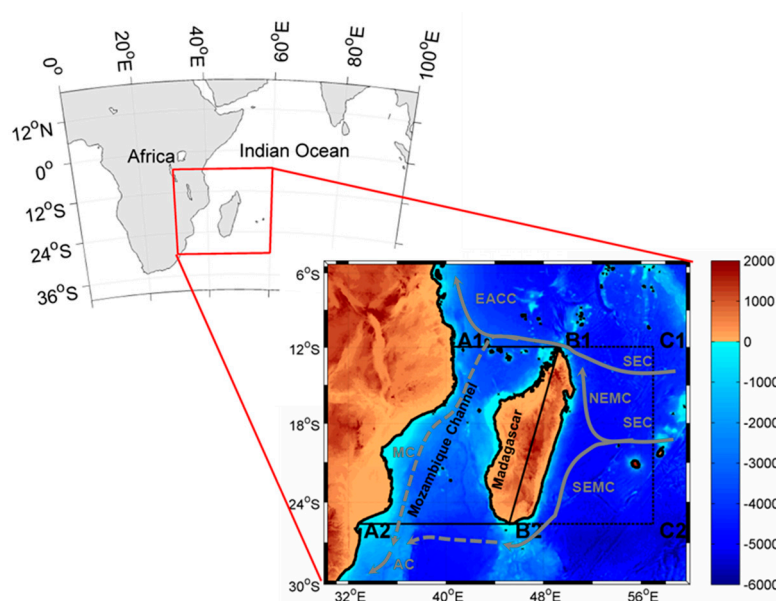 0°
20°E
40°E
60°E
80°E
100°E
12°N
0°
12°S
24°S
36°S
Africa
Indian Ocean
6°S
12°S
18°S
24°S
30°S
32°E
40°E
48°E
56°E
EACC
A1
B1
C1
SEC
NEMC
SEC
MC
Mozambique Channel
Madagascar
SEMC
A2
B2
C2
AC
2000
1000
0
-1000
-2000
-3000
-4000
-5000
-6000